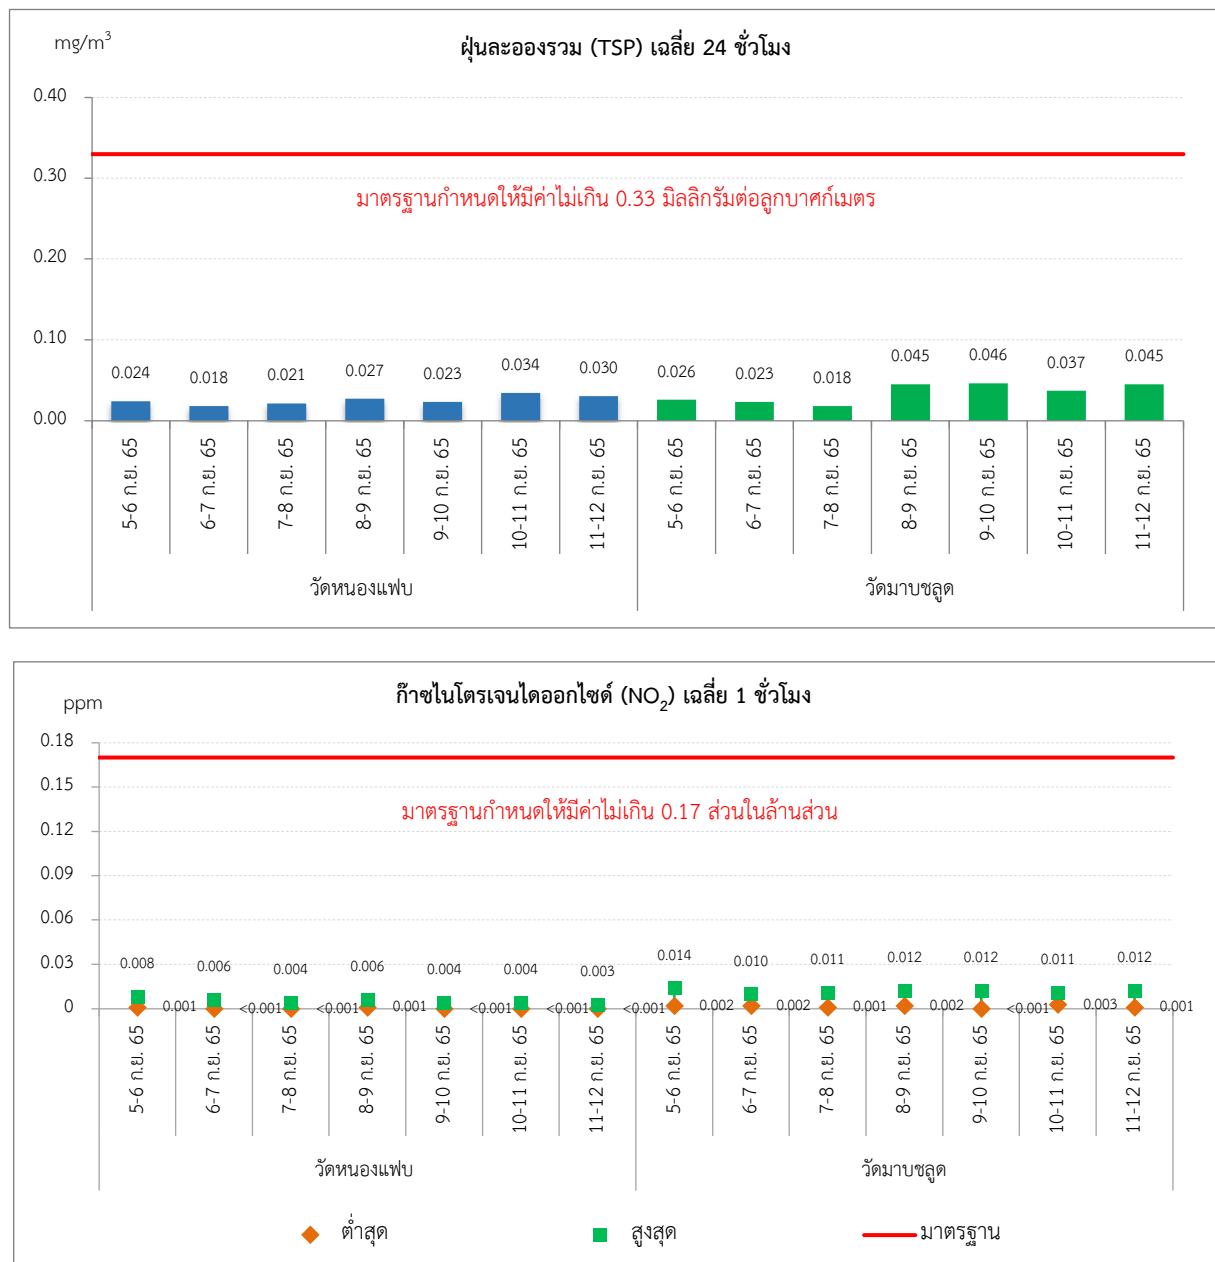 mg/m³
ฝุ่นละอองรวม (TSP) เฉลี่ย 24 ชั่วโมง
0.40
0.30
0.20
0.10
0.00
มาตรฐานกำหนดให้มีค่าไม่เกิน 0.33 มิลลิกรัมต่อลูกบาศก์เมตร
0.024 0.018 0.021 0.027 0.023 0.034 0.030 0.026 0.023 0.018 0.045 0.046 0.037 0.045
5-6 ก.ย. 65
6-7 ก.ย. 65
7-8 ก.ย. 65
8-9 ก.ย. 65
9-10 ก.ย. 65
10-11 ก.ย. 65
11-12 ก.ย. 65
5-6 ก.ย. 65
6-7 ก.ย. 65
7-8 ก.ย. 65
8-9 ก.ย. 65
9-10 ก.ย. 65
10-11 ก.ย. 65
11-12 ก.ย. 65
วัดหนองแฟบ วัดมาบชลูด
ppm
ก๊าซไนโตรเจนไดออกไซด์ (NO₂) เฉลี่ย 1 ชั่วโมง
0.18
0.15
0.12
0.09
0.06
0.03
0
มาตรฐานกำหนดให้มีค่าไม่เกิน 0.17 ส่วนในล้านส่วน
0.008 0.006 0.004 0.006 0.004 0.004 0.003 0.014 0.010 0.011 0.012 0.012 0.011 0.012
0.001 <0.001 <0.001 0.001 <0.001 <0.001 <0.001 0.002 0.002 0.001 0.002 <0.001 0.003 0.001
5-6 ก.ย. 65
6-7 ก.ย. 65
7-8 ก.ย. 65
8-9 ก.ย. 65
9-10 ก.ย. 65
10-11 ก.ย. 65
11-12 ก.ย. 65
5-6 ก.ย. 65
6-7 ก.ย. 65
7-8 ก.ย. 65
8-9 ก.ย. 65
9-10 ก.ย. 65
10-11 ก.ย. 65
11-12 ก.ย. 65
วัดหนองแฟบ วัดมาบชลูด
ต่ำสุด สูงสุด มาตรฐาน